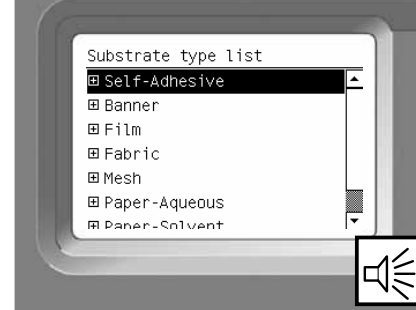 Substrate type list
Self-Adhesive
Banner
Film
Fabric
Mesh
Paper-Aqueous
Paper-Solvent